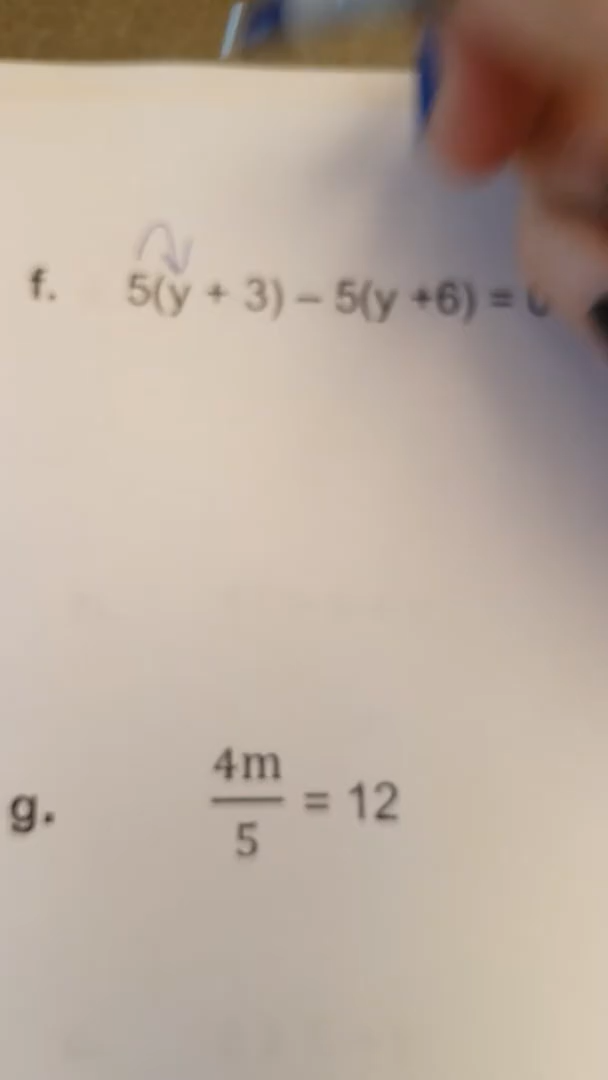 f. 5(y + 3) – 5(y +6) =
g. 4m
5
= 12